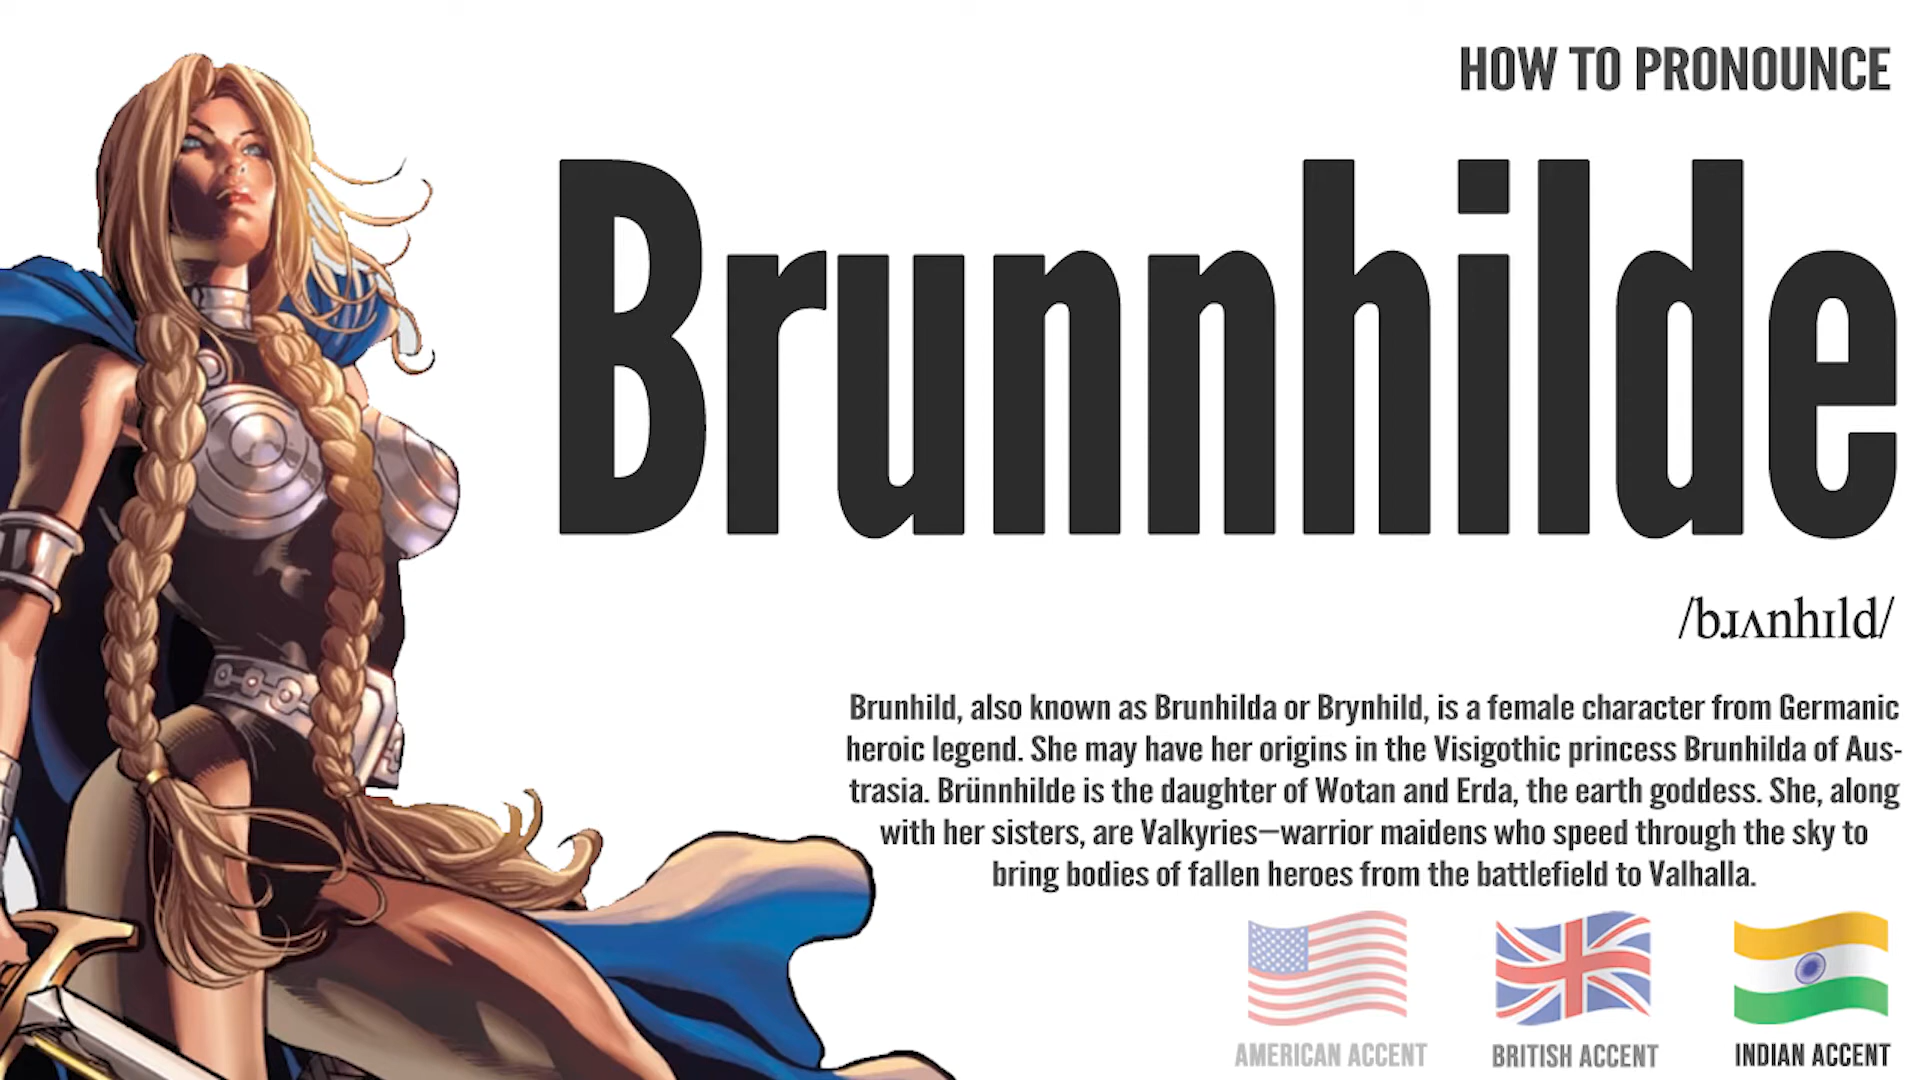 HOW TO PRONOUNCE
Brunnhilde
/bɹʌnhɪld/
Brunhild, also known as Brunhilda or Brynhild, is a female character from Germanic
heroic legend. She may have her origins in the Visigothic princess Brunhilda of Aus-
trasia. Brünnhilde is the daughter of Wotan and Erda, the earth goddess. She, along
with her sisters, are Valkyries—warrior maidens who speed through the sky to
bring bodies of fallen heroes from the battlefield to Valhalla.
AMERICAN ACCENT
BRITISH ACCENT
INDIAN ACCENT